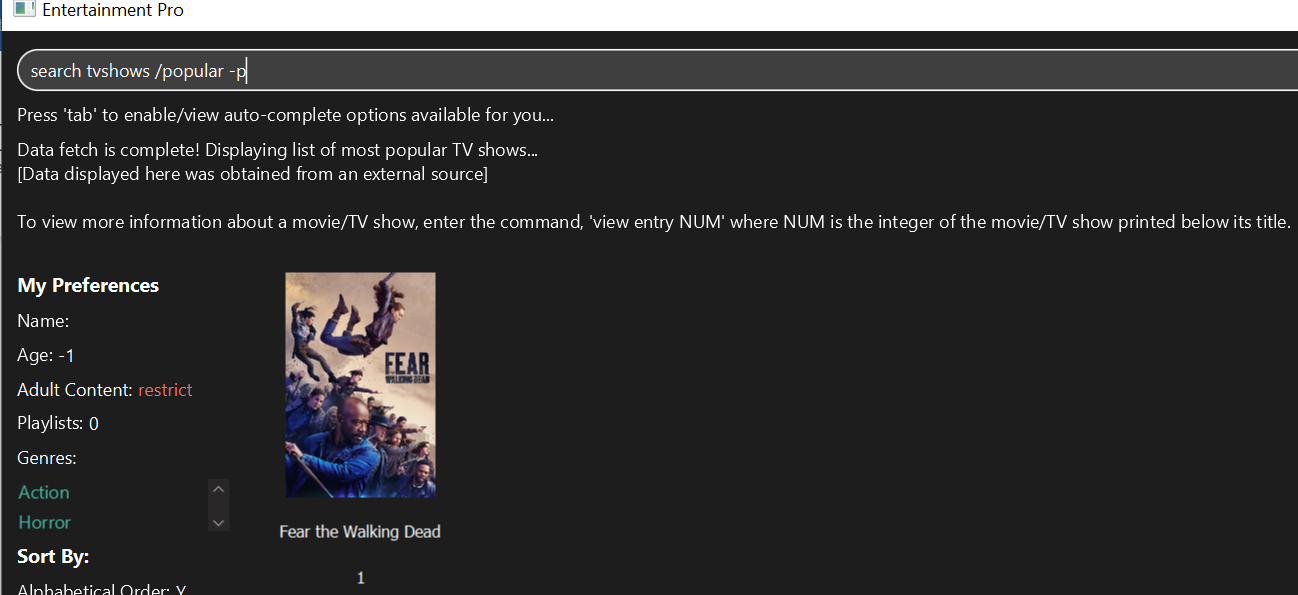 Entertainment Pro
search tvshows /popular -p
Press 'tab' to enable/view auto-complete options available for you...
Data fetch is complete! Displaying list of most popular TV shows...
[Data displayed here was obtained from an external source]
To view more information about a movie/TV show, enter the command, 'view entry NUM' where NUM is the integer of the movie/TV show printed below its title.
My Preferences
Name:
Age: -1
Adult Content: restrict
Playlists: 0
Genres:
Action
Horror
Sort By:
Alphabetical Order: Y
FEAR
WALKING DEAD
Fear the Walking Dead
1